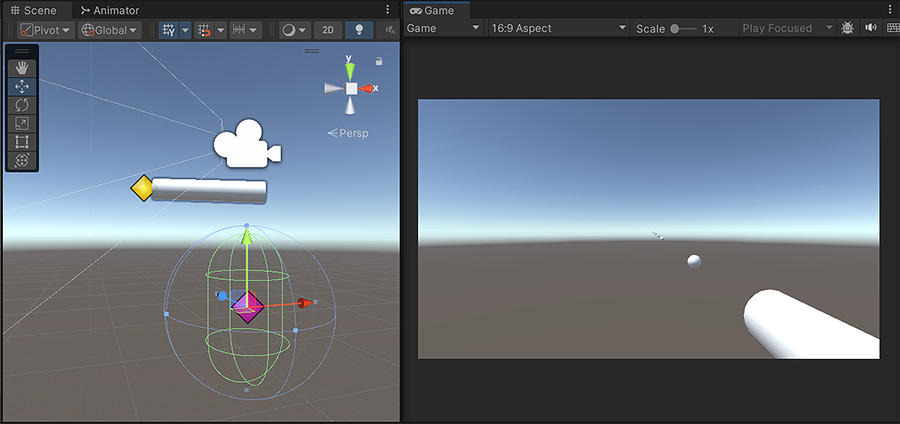 Scene
Animator
Pivot
Global
2D
y
x
Persp
Game
Game
16:9 Aspect
Scale
1x
Play Focused